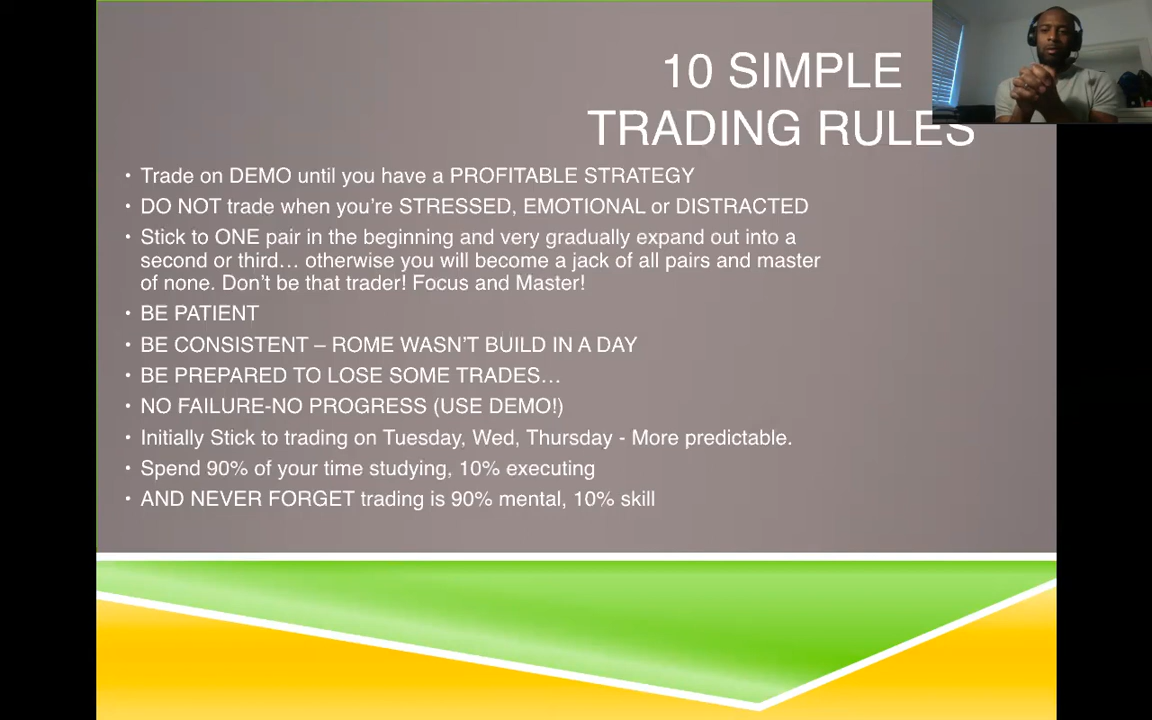 10 SIMPLE
TRADING RULES
• Trade on DEMO until you have a PROFITABLE STRATEGY
• DO NOT trade when you're STRESSED, EMOTIONAL or DISTRACTED
• Stick to ONE pair in the beginning and very gradually expand out into a
second or third… otherwise you will become a jack of all pairs and master
of none. Don't be that trader! Focus and Master!
• BE PATIENT
• BE CONSISTENT – ROME WASN'T BUILD IN A DAY
• BE PREPARED TO LOSE SOME TRADES…
• NO FAILURE-NO PROGRESS (USE DEMO!)
• Initially Stick to trading on Tuesday, Wed, Thursday - More predictable.
• Spend 90% of your time studying, 10% executing
• AND NEVER FORGET trading is 90% mental, 10% skill